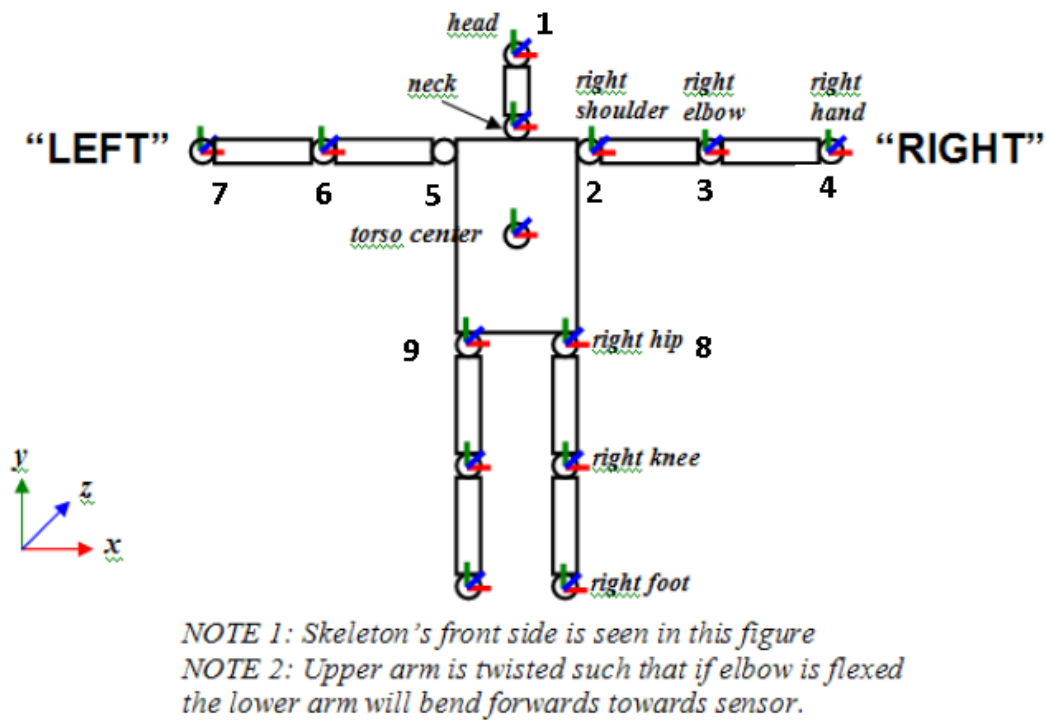 head 1
neck
right shoulder
right elbow
right hand
"LEFT"
"RIGHT"
7
6
5
2
3
4
torso center
9
right hip 8
right knee
right foot
y
z
x
NOTE 1: Skeleton's front side is seen in this figure
NOTE 2: Upper arm is twisted such that if elbow is flexed
the lower arm will bend forwards towards sensor.